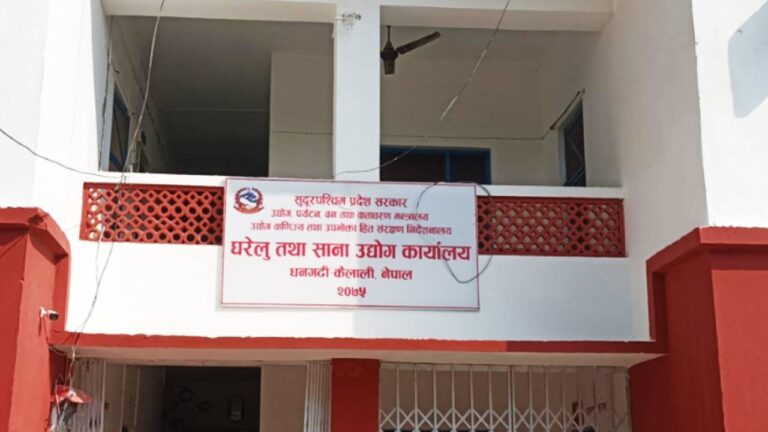 सुदुरपश्चिम प्रदेश सरकार
उद्योग, पर्यटन वन तथा वातावरण मन्त्रालय
उद्योग वाणिज्य तथा उपभोक्ता हित संरक्षण निर्देशनालय
घरेलु तथा साना उद्योग कार्यालय
धनगढी कैलाली, नेपाल
२०७५